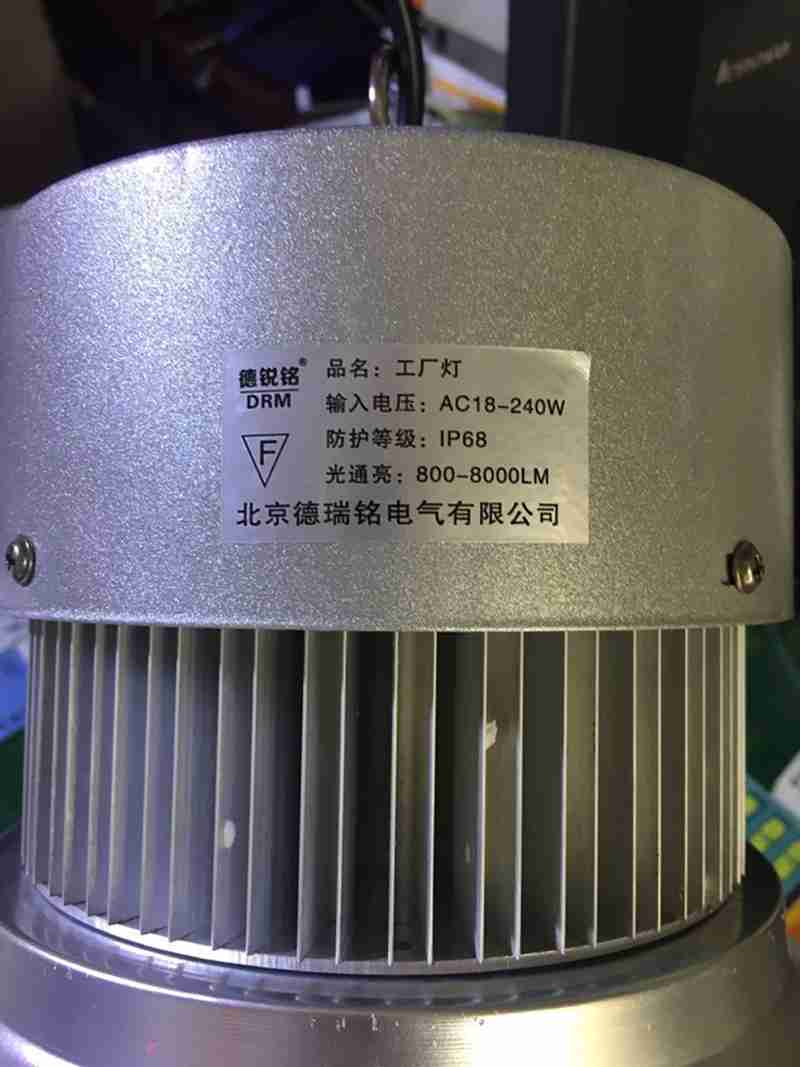 德锐铭®
DRM
F
品名：工厂灯
输入电压：AC18-240W
防护等级：IP68
光通亮：800-8000LM
北京德瑞铭电气有限公司